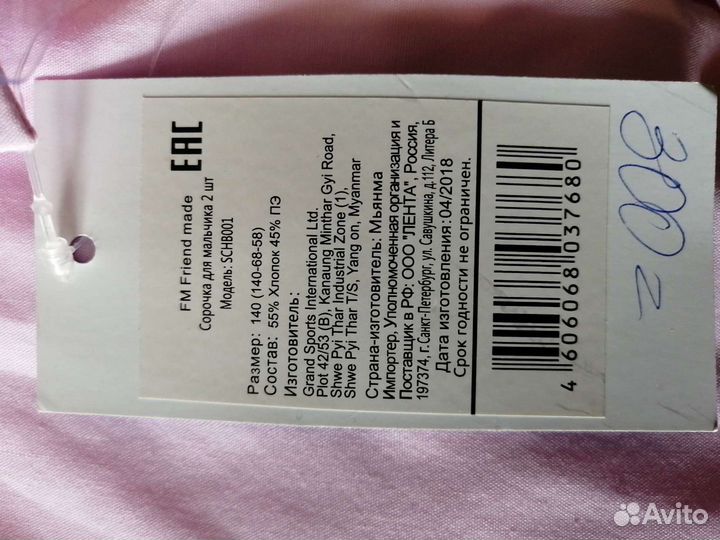 FM Friend made
Сорочка для мальчика 2 шт
Модель: SCHB001
EAC
Размер: 140 (140-68-58)
Состав: 55% Хлопок 45% ПЭ
Изготовитель:
Grand Sports International Ltd.
Plot 42/53 (B), Kanaung Minthar Gyi Road,
Shwe Pyi Thar Industrial Zone (1),
Shwe Pyi Thar T/S, Yang on, Myanmar
Страна-изготовитель: Мьянма
Импортер, Уполномоченная организация и
Поставщик в РФ: ООО "ЛЕНТА", Россия,
197374, г.Санкт-Петербург, ул. Савушкина, д.112, Литера Б
Дата изготовления:04/2018
Срок годности не ограничен.
4 606068 037680
300 г
Avito